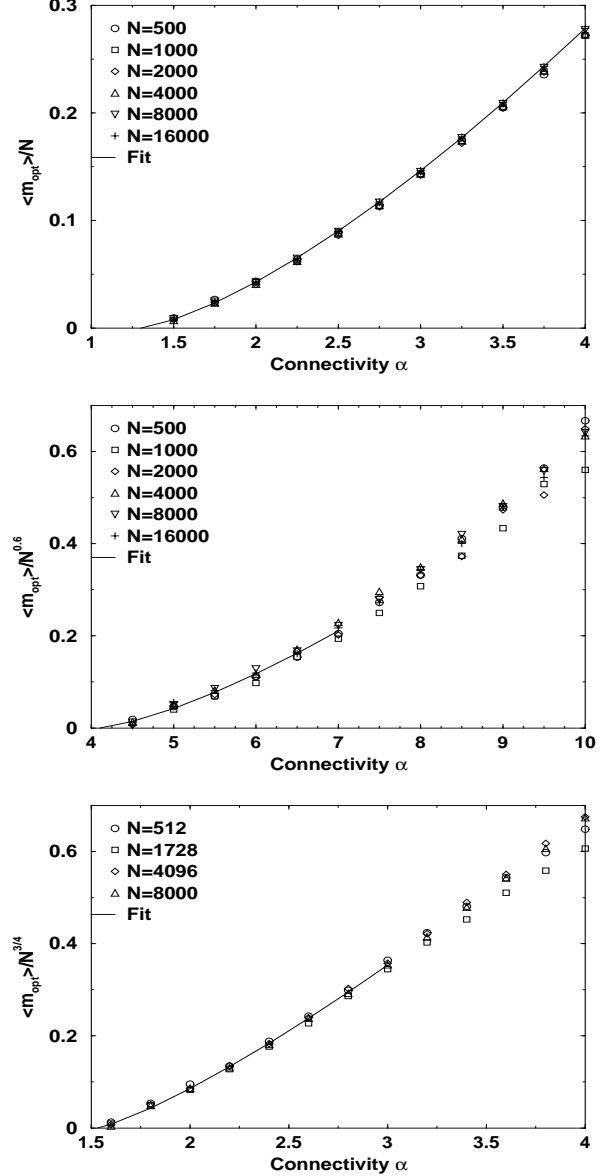 0.3
N=500
N=1000
N=2000
N=4000
N=8000
N=16000
Fit
0.2
0.1
0
<m_opt>/N
1 1.5 2 2.5 3 3.5 4
Connectivity α
0.6
N=500
N=1000
N=2000
N=4000
N=8000
N=16000
Fit
0.4
0.2
0
<m_opt>/N^0.6
4 5 6 7 8 9 10
Connectivity α
0.6
N=512
N=1728
N=4096
N=8000
Fit
0.4
0.2
0
<m_opt>/N^3/4
1.5 2 2.5 3 3.5 4
Connectivity α